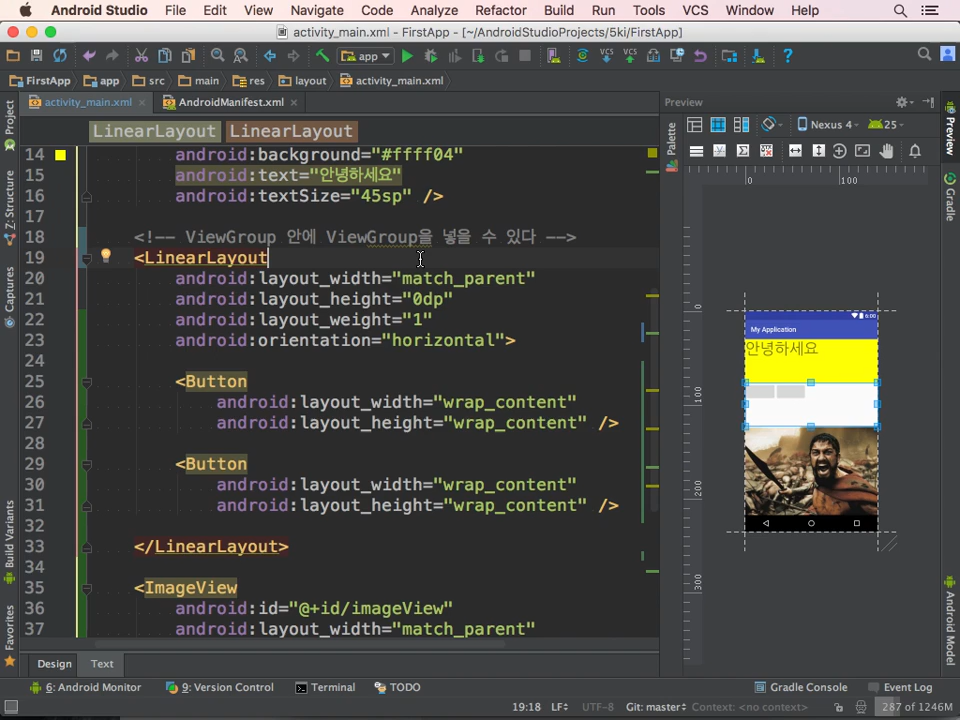 Android Studio File Edit View Navigate Code Analyze Refactor Build Run Tools VCS Window Help
activity_main.xml - FirstApp - [~/AndroidStudioProjects/5ki/FirstApp]
app VCS VCS
FirstApp app src main res layout activity_main.xml
activity_main.xml AndroidManifest.xml Preview
LinearLayout LinearLayout
Nexus 4 25
14 android:background="#ffff04"
15 android:text="안녕하세요"
16 android:textSize="45sp" />
17
18 <!-- ViewGroup 안에 ViewGroup을 넣을 수 있다 -->
19 <LinearLayout
20 android:layout_width="match_parent"
21 android:layout_height="0dp"
22 android:layout_weight="1"
23 android:orientation="horizontal">
24
25 <Button
26 android:layout_width="wrap_content"
27 android:layout_height="wrap_content" />
28
29 <Button
30 android:layout_width="wrap_content"
31 android:layout_height="wrap_content" />
32
33 </LinearLayout>
34
35 <ImageView
36 android:id="@+id/imageView"
37 android:layout_width="match_parent"
Project
Z: Structure
Captures
Build Variants
Favorites
Palette
0 100
0
100
200
300
6:00
My Application
안녕하세요
Preview
Gradle
Android Model
Design Text
6: Android Monitor 9: Version Control Terminal TODO Gradle Console Event Log
19:18 LF UTF-8 Git: master Context: <no context> 287 of 1246M